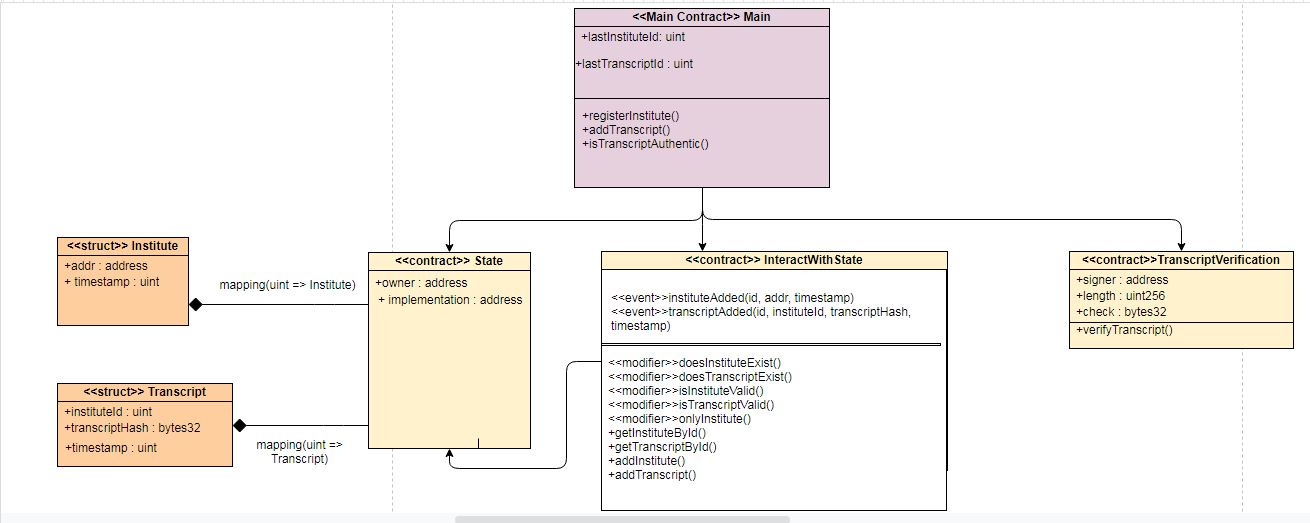 <<Main Contract>> Main
+lastInstituteId: uint
+lastTranscriptId : uint
+registerInstitute()
+addTranscript()
+isTranscriptAuthentic()
<<struct>> Institute
+addr : address
+ timestamp : uint
mapping(uint => Institute)
<<struct>> Transcript
+instituteId : uint
+transcriptHash : bytes32
+timestamp : uint
mapping(uint =>
Transcript)
<<contract>> State
+owner : address
+ implementation : address
<<contract>> InteractWithState
<<event>>instituteAdded(id, addr, timestamp)
<<event>>transcriptAdded(id, instituteId, transcriptHash,
timestamp)
<<modifier>>doesInstituteExist()
<<modifier>>doesTranscriptExist()
<<modifier>>isInstituteValid()
<<modifier>>isTranscriptValid()
<<modifier>>onlyInstitute()
+getInstituteById()
+getTranscriptById()
+addInstitute()
+addTranscript()
<<contract>>TranscriptVerification
+signer : address
+length : uint256
+check : bytes32
+verifyTranscript()